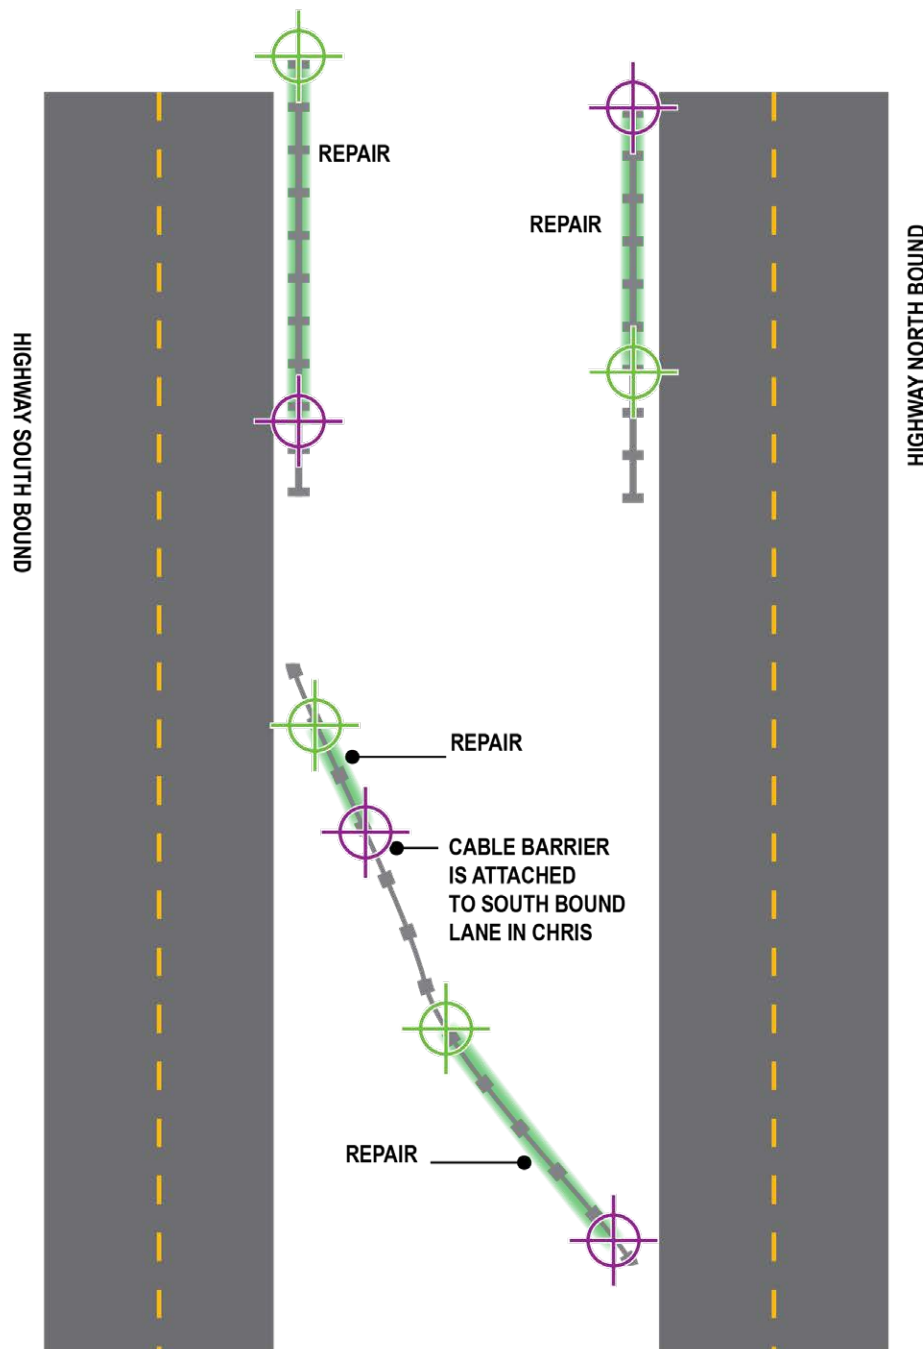 REPAIR
REPAIR
HIGHWAY SOUTH BOUND
HIGHWAY NORTH BOUND
REPAIR
CABLE BARRIER
IS ATTACHED
TO SOUTH BOUND
LANE IN CHRIS
REPAIR